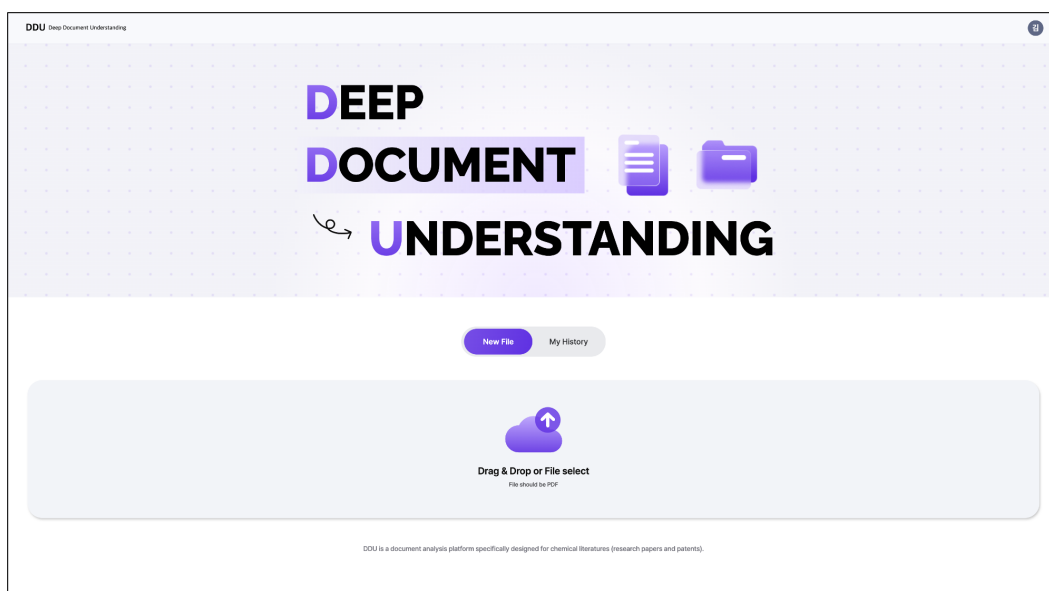 DDU Deep Document Understanding
김
DEEP
DOCUMENT
UNDERSTANDING
New File My History
Drag & Drop or File select
File should be PDF
DDU is a document analysis platform specifically designed for chemical literatures (research papers and patents).